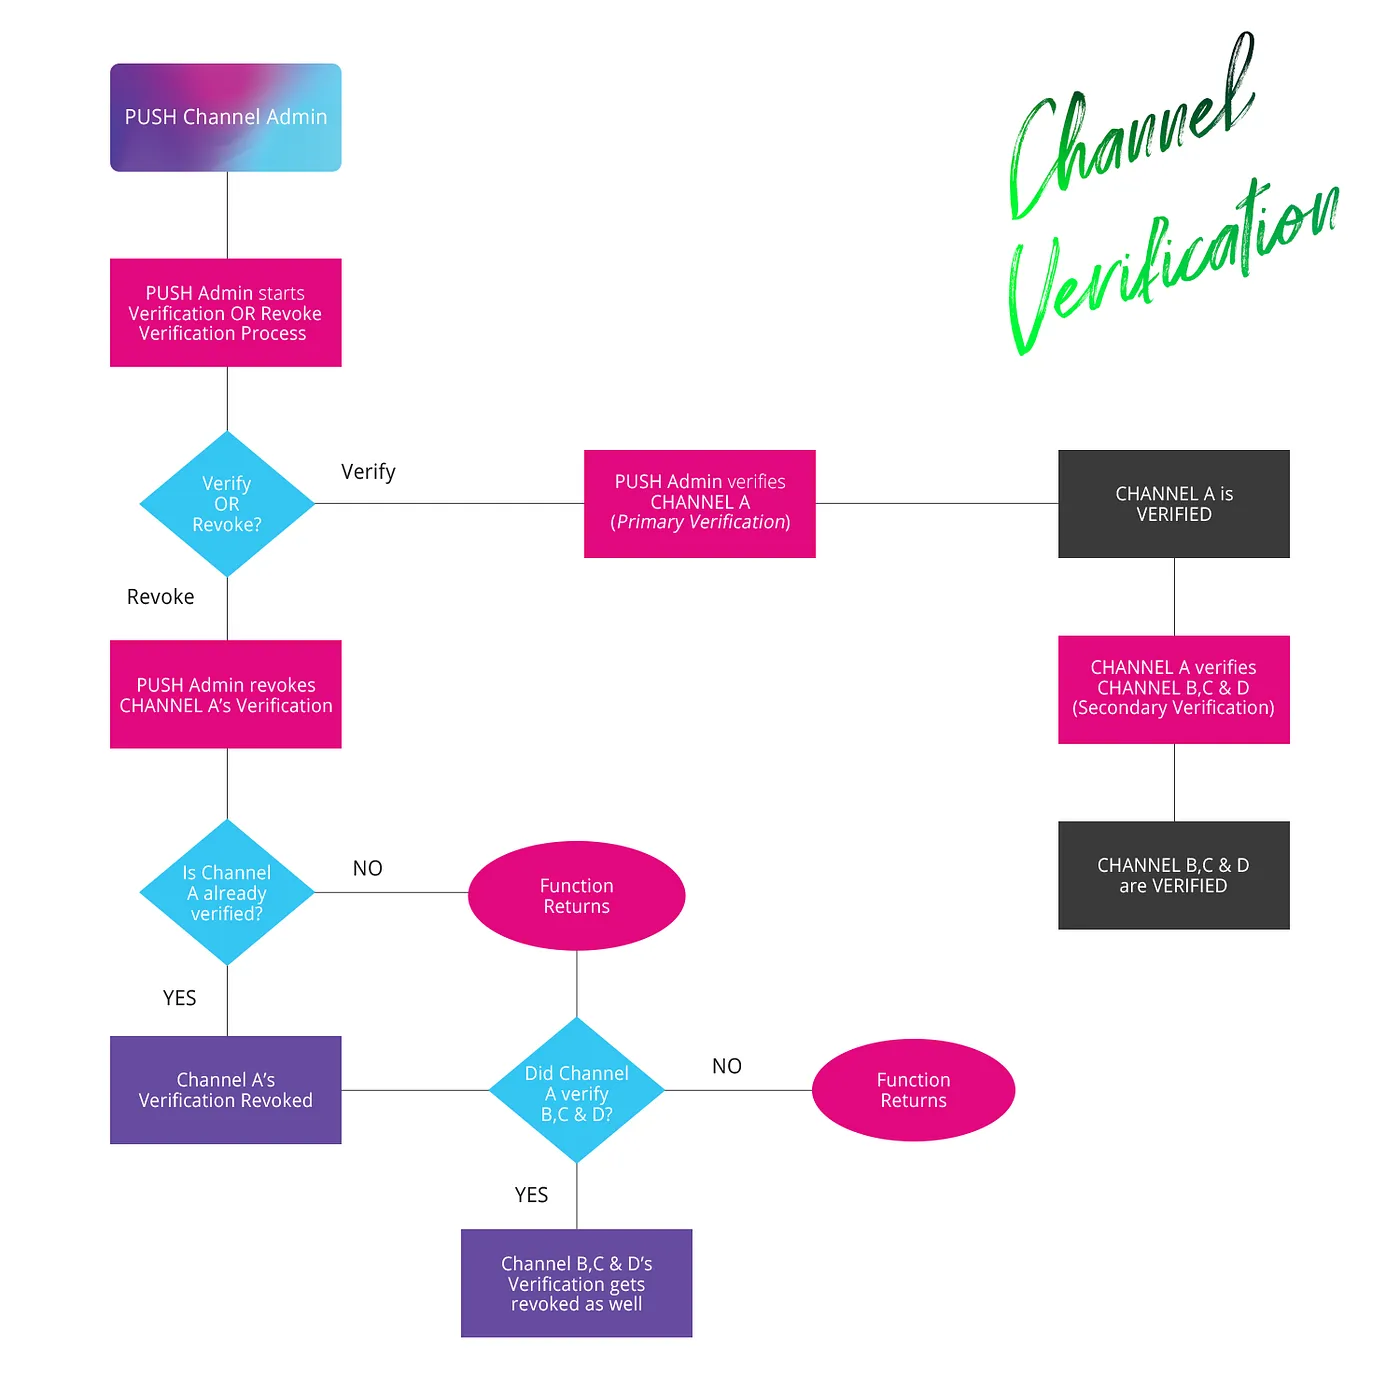 Channel
Verification
PUSH Channel Admin
PUSH Admin starts
Verification OR Revoke
Verification Process
Verify
OR
Revoke?
Verify
PUSH Admin verifies
CHANNEL A
(Primary Verification)
CHANNEL A is
VERIFIED
Revoke
PUSH Admin revokes
CHANNEL A’s Verification
CHANNEL A verifies
CHANNEL B,C & D
(Secondary Verification)
Is Channel
A already
verified?
NO
Function
Returns
CHANNEL B,C & D
are VERIFIED
YES
Channel A’s
Verification Revoked
Did Channel
A verify
B,C & D?
NO
Function
Returns
YES
Channel B,C & D’s
Verification gets
revoked as well